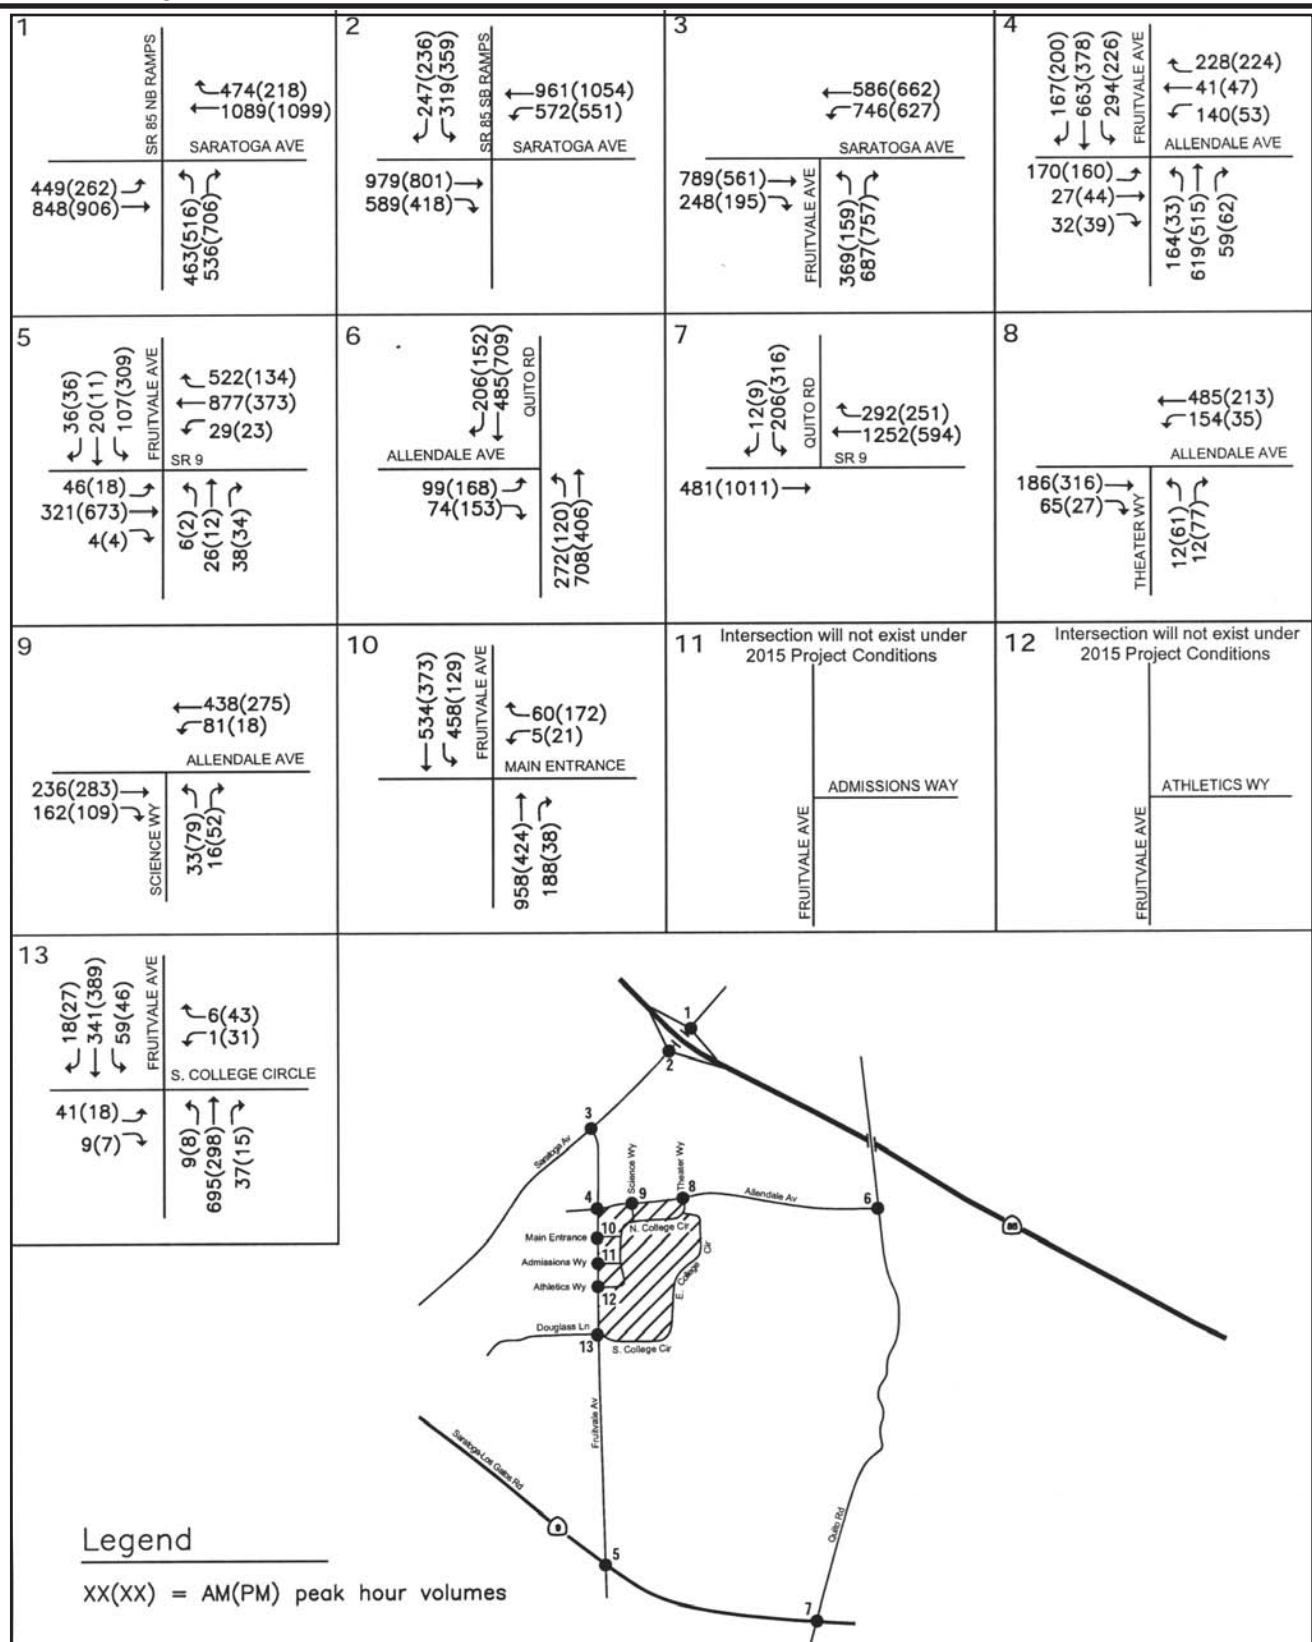 1
SR 85 NB RAMPS
474(218)
1089(1099)
SARATOGA AVE
449(262)
848(906)
463(516)
536(706)
2
247(236)
319(359)
SR 85 SB RAMPS
961(1054)
572(551)
SARATOGA AVE
979(801)
589(418)
3
586(662)
746(627)
SARATOGA AVE
789(561)
248(195)
FRUITVALE AVE
369(159)
687(757)
4
167(200)
663(378)
294(226)
FRUITVALE AVE
228(224)
41(47)
140(53)
ALLENDALE AVE
170(160)
27(44)
32(39)
164(33)
619(515)
59(62)
5
36(36)
20(11)
107(309)
FRUITVALE AVE
522(134)
877(373)
29(23)
SR 9
46(18)
321(673)
4(4)
6(2)
26(12)
38(34)
6
206(152)
485(709)
QUITO RD
ALLENDALE AVE
99(168)
74(153)
272(120)
708(406)
7
12(9)
206(316)
QUITO RD
292(251)
1252(594)
SR 9
481(1011)
8
485(213)
154(35)
ALLENDALE AVE
186(316)
65(27)
THEATER WY
12(61)
12(77)
9
438(275)
81(18)
ALLENDALE AVE
236(283)
162(109)
SCIENCE WY
33(79)
16(52)
10
534(373)
458(129)
FRUITVALE AVE
60(172)
5(21)
MAIN ENTRANCE
958(424)
188(38)
11
Intersection will not exist under
2015 Project Conditions
ADMISSIONS WAY
FRUITVALE AVE
12
Intersection will not exist under
2015 Project Conditions
ATHLETICS WY
FRUITVALE AVE
13
18(27)
341(389)
59(46)
FRUITVALE AVE
6(43)
1(31)
S. COLLEGE CIRCLE
41(18)
9(7)
9(8)
695(298)
37(15)
1
2
3
Saratoga Av
Science Wy
Theater Wy
4
9
8
Allendale Av
6
85
10
N. College Cir
Main Entrance
11
Admissions Wy
E. College Cir
Athletics Wy
12
Douglass Ln
13
S. College Cir
Fruitvale Av
Saratoga-Los Gatos Rd
9
5
Quito Rd
7
Legend
XX(XX) = AM(PM) peak hour volumes